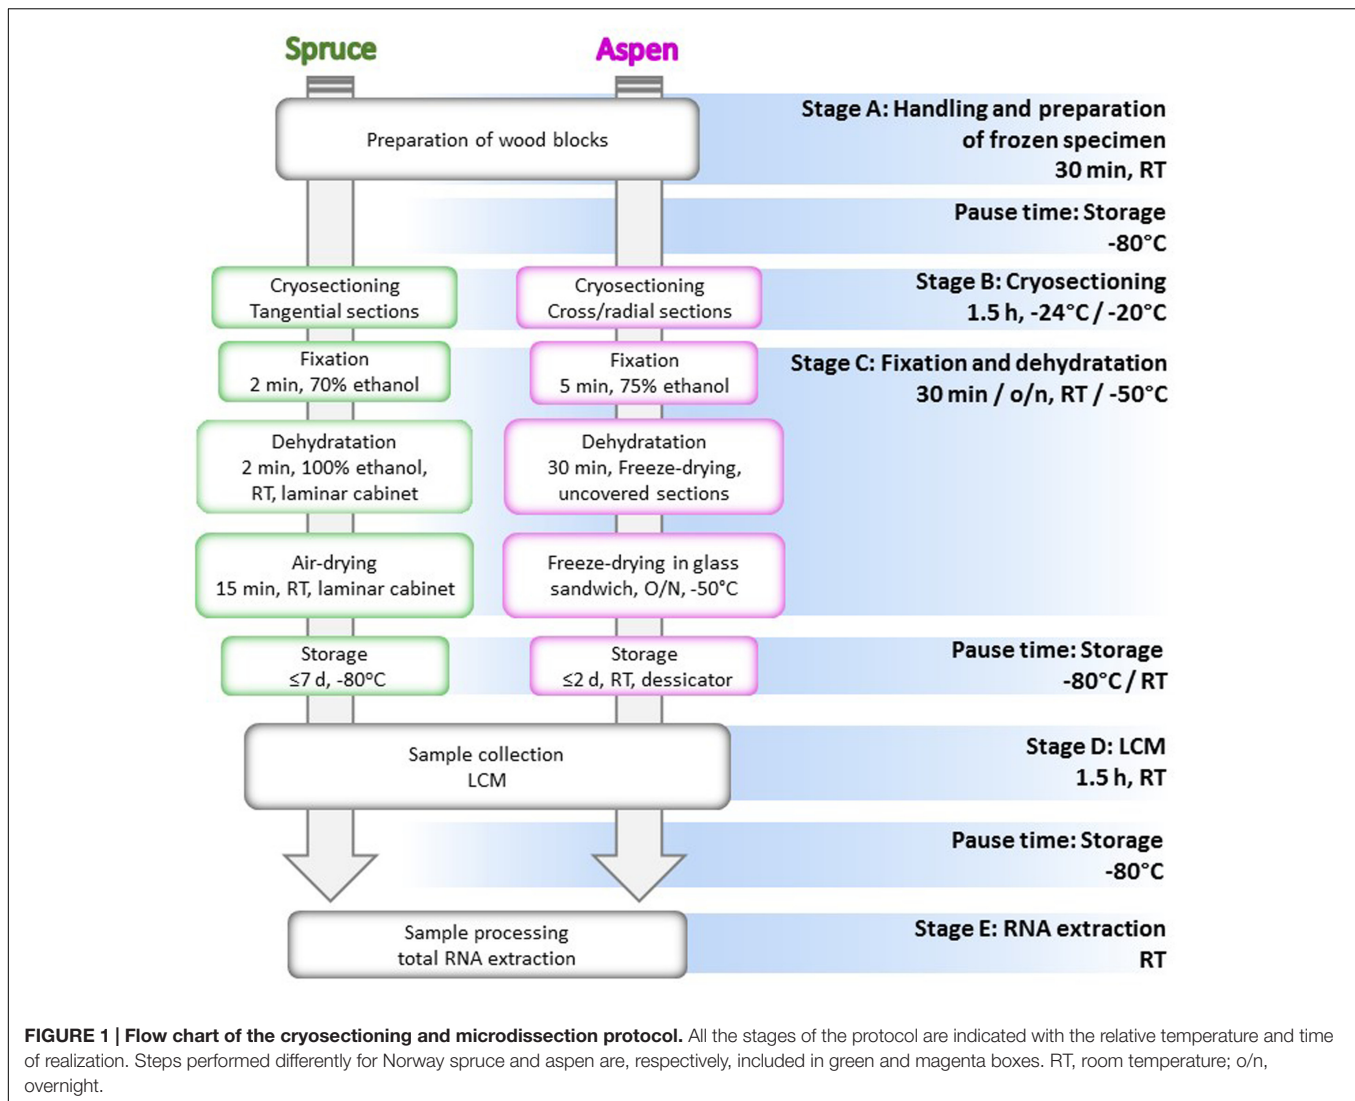 Spruce
Aspen
Preparation of wood blocks
Stage A: Handling and preparation
of frozen specimen
30 min, RT
Pause time: Storage
-80°C
Cryosectioning
Tangential sections
Cryosectioning
Cross/radial sections
Stage B: Cryosectioning
1.5 h, -24°C / -20°C
Fixation
2 min, 70% ethanol
Fixation
5 min, 75% ethanol
Stage C: Fixation and dehydratation
30 min / o/n, RT / -50°C
Dehydratation
2 min, 100% ethanol,
RT, laminar cabinet
Dehydratation
30 min, Freeze-drying,
uncovered sections
Air-drying
15 min, RT, laminar cabinet
Freeze-drying in glass
sandwich, O/N, -50°C
Storage
≤7 d, -80°C
Storage
≤2 d, RT, dessicator
Pause time: Storage
-80°C / RT
Sample collection
LCM
Stage D: LCM
1.5 h, RT
Pause time: Storage
-80°C
Sample processing
total RNA extraction
Stage E: RNA extraction
RT
FIGURE 1 | Flow chart of the cryosectioning and microdissection protocol. All the stages of the protocol are indicated with the relative temperature and time
of realization. Steps performed differently for Norway spruce and aspen are, respectively, included in green and magenta boxes. RT, room temperature; o/n,
overnight.